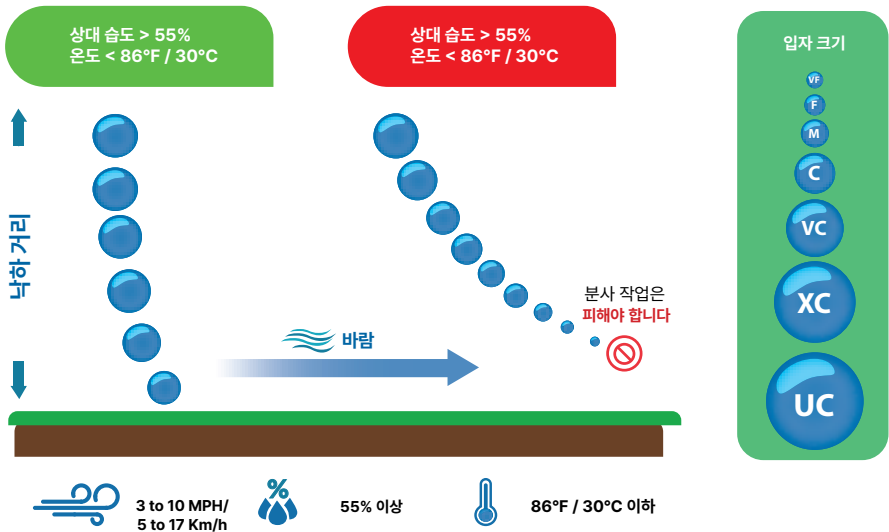 상대 습도 > 55%
온도 < 86°F / 30°C
상대 습도 > 55%
온도 < 86°F / 30°C
입자 크기
VF
F
M
C
VC
XC
UC
낙하 거리
바람
분사 작업은
피해야 합니다
3 to 10 MPH/
5 to 17 Km/h
%
55% 이상
86°F / 30°C 이하